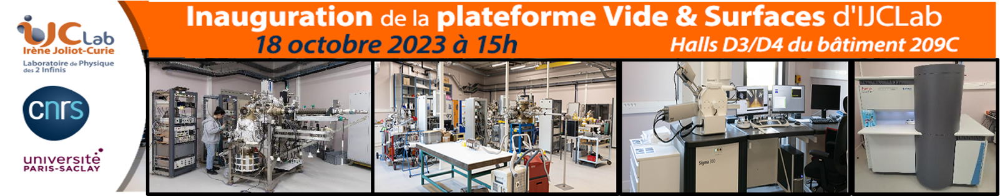 iJCLab
Irène Joliot-Curie
Laboratoire de Physique
des 2 Infinis
cnrs
université
PARIS-SACLAY
Inauguration de la plateforme Vide & Surfaces d'IJCLab
18 octobre 2023 à 15h
Halls D3/D4 du bâtiment 209C
Sigma 300